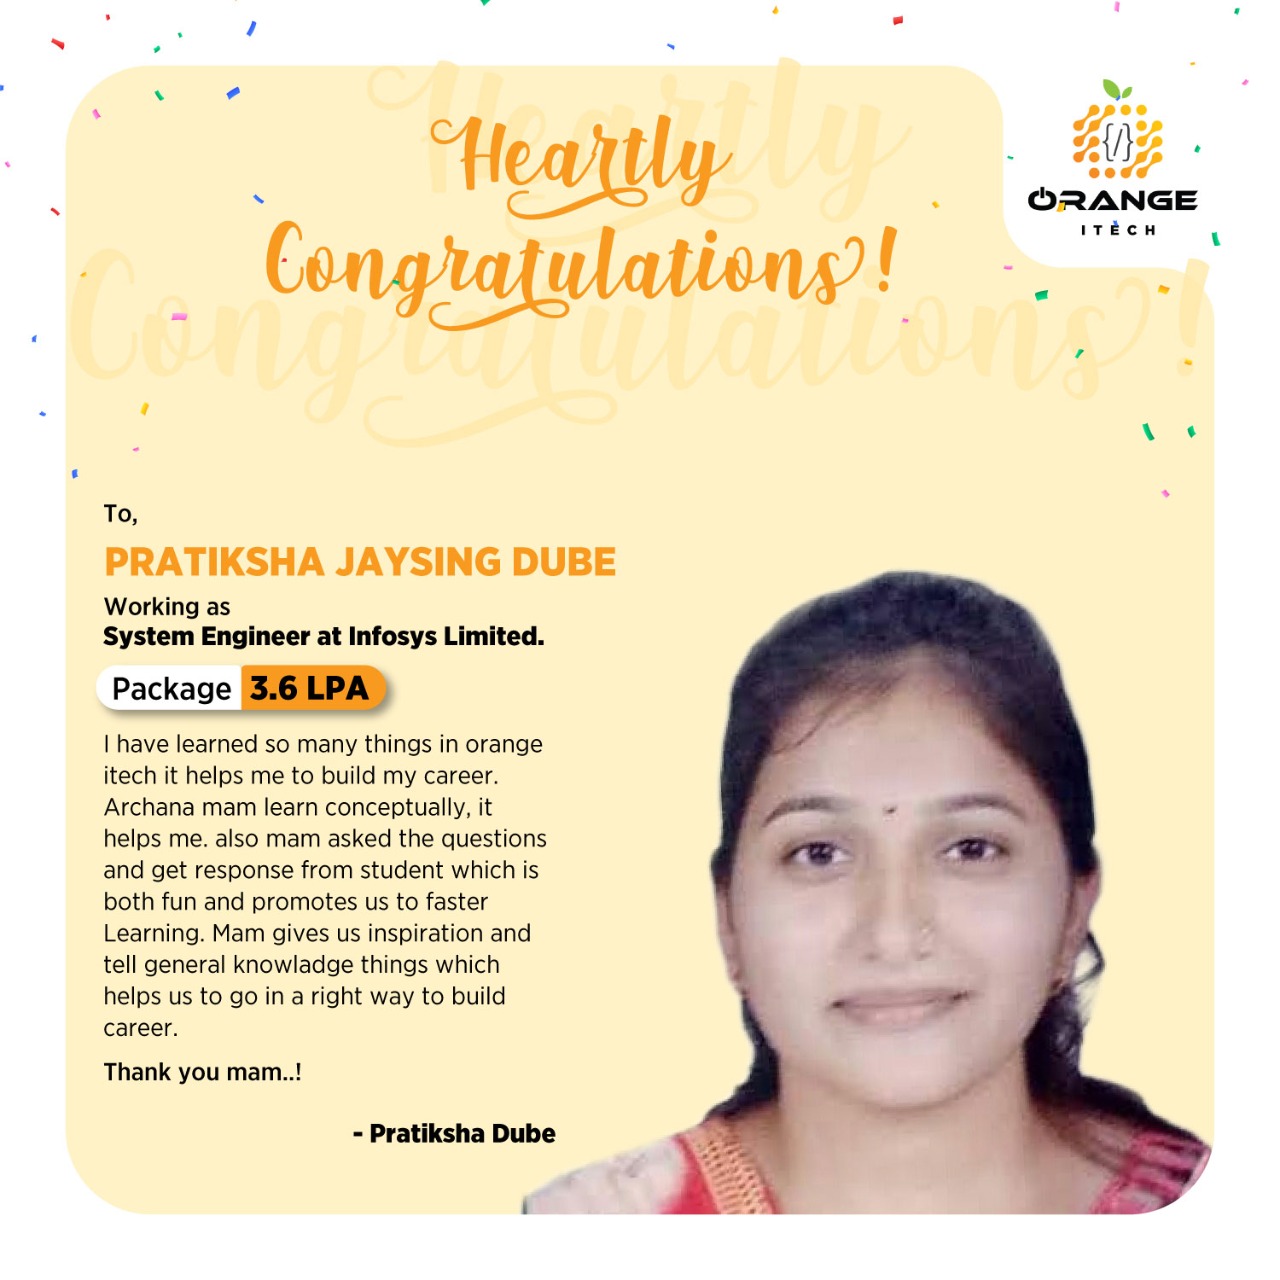 Heartly
Congratulations!
ORANGE
ITECH
To,
PRATIKSHA JAYSING DUBE
Working as
System Engineer at Infosys Limited.
Package 3.6 LPA
I have learned so many things in orange
itech it helps me to build my career.
Archana mam learn conceptually, it
helps me. also mam asked the questions
and get response from student which is
both fun and promotes us to faster
Learning. Mam gives us inspiration and
tell general knowladge things which
helps us to go in a right way to build
career.
Thank you mam..!
- Pratiksha Dube